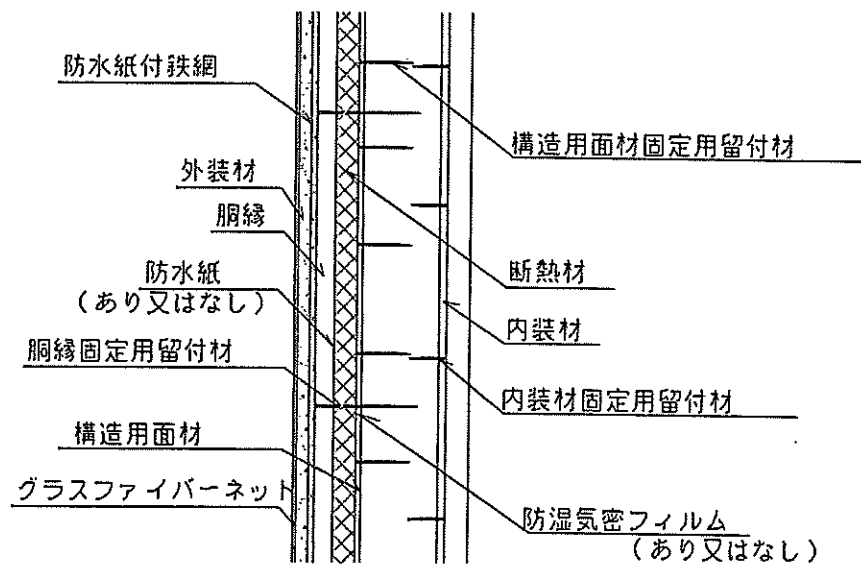 防水紙付鉄網
構造用面材固定用留付材
外装材
胴縁
防水紙
(あり又はなし)
断熱材
内装材
胴縁固定用留付材
内装材固定用留付材
構造用面材
グラスファイバーネット
防湿気密フィルム
(あり又はなし)